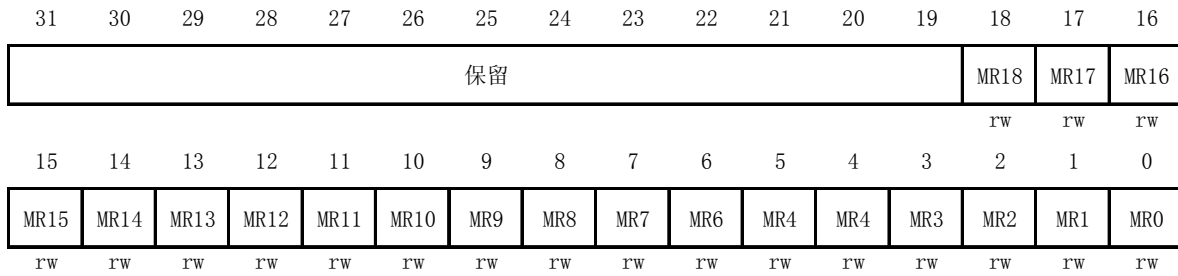 31 30 29 28 27 26 25 24 23 22 21 20 19 18 17 16
保留 MR18 MR17 MR16
rw rw rw
15 14 13 12 11 10 9 8 7 6 5 4 3 2 1 0
MR15 MR14 MR13 MR12 MR11 MR10 MR9 MR8 MR7 MR6 MR4 MR4 MR3 MR2 MR1 MR0
rw rw rw rw rw rw rw rw rw rw rw rw rw rw rw rw